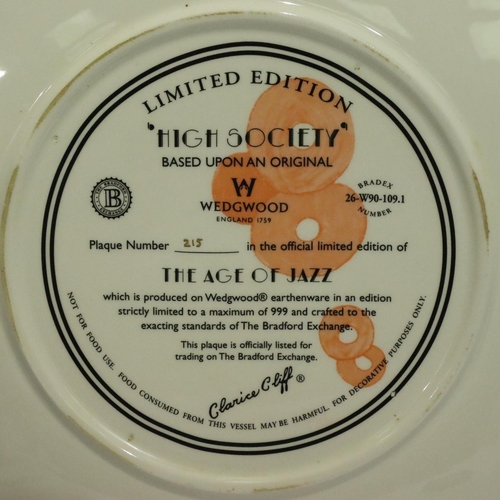 LIMITED EDITION
"HIGH SOCIETY"
BASED UPON AN ORIGINAL
W
WEDGWOOD
ENGLAND 1759
THE BRADFORD EXCHANGE
B
BRADEX
26-W90-109.1
NUMBER
Plaque Number 215 in the official limited edition of
THE AGE OF JAZZ
which is produced on Wedgwood® earthenware in an edition
strictly limited to a maximum of 999 and crafted to the
exacting standards of The Bradford Exchange.
This plaque is officially listed for
trading on The Bradford Exchange.
Clarice Cliff ®
NOT FOR FOOD USE. FOOD CONSUMED FROM THIS VESSEL MAY BE HARMFUL. FOR DECORATIVE PURPOSES ONLY.